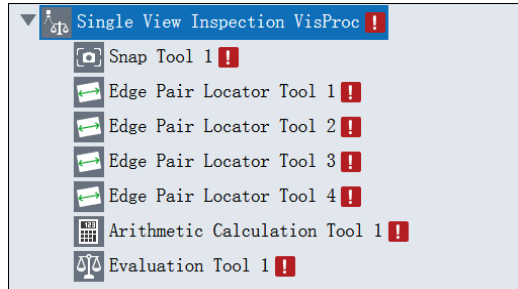 Single View Inspection VisProc
Snap Tool 1
Edge Pair Locator Tool 1
Edge Pair Locator Tool 2
Edge Pair Locator Tool 3
Edge Pair Locator Tool 4
Arithmetic Calculation Tool 1
Evaluation Tool 1